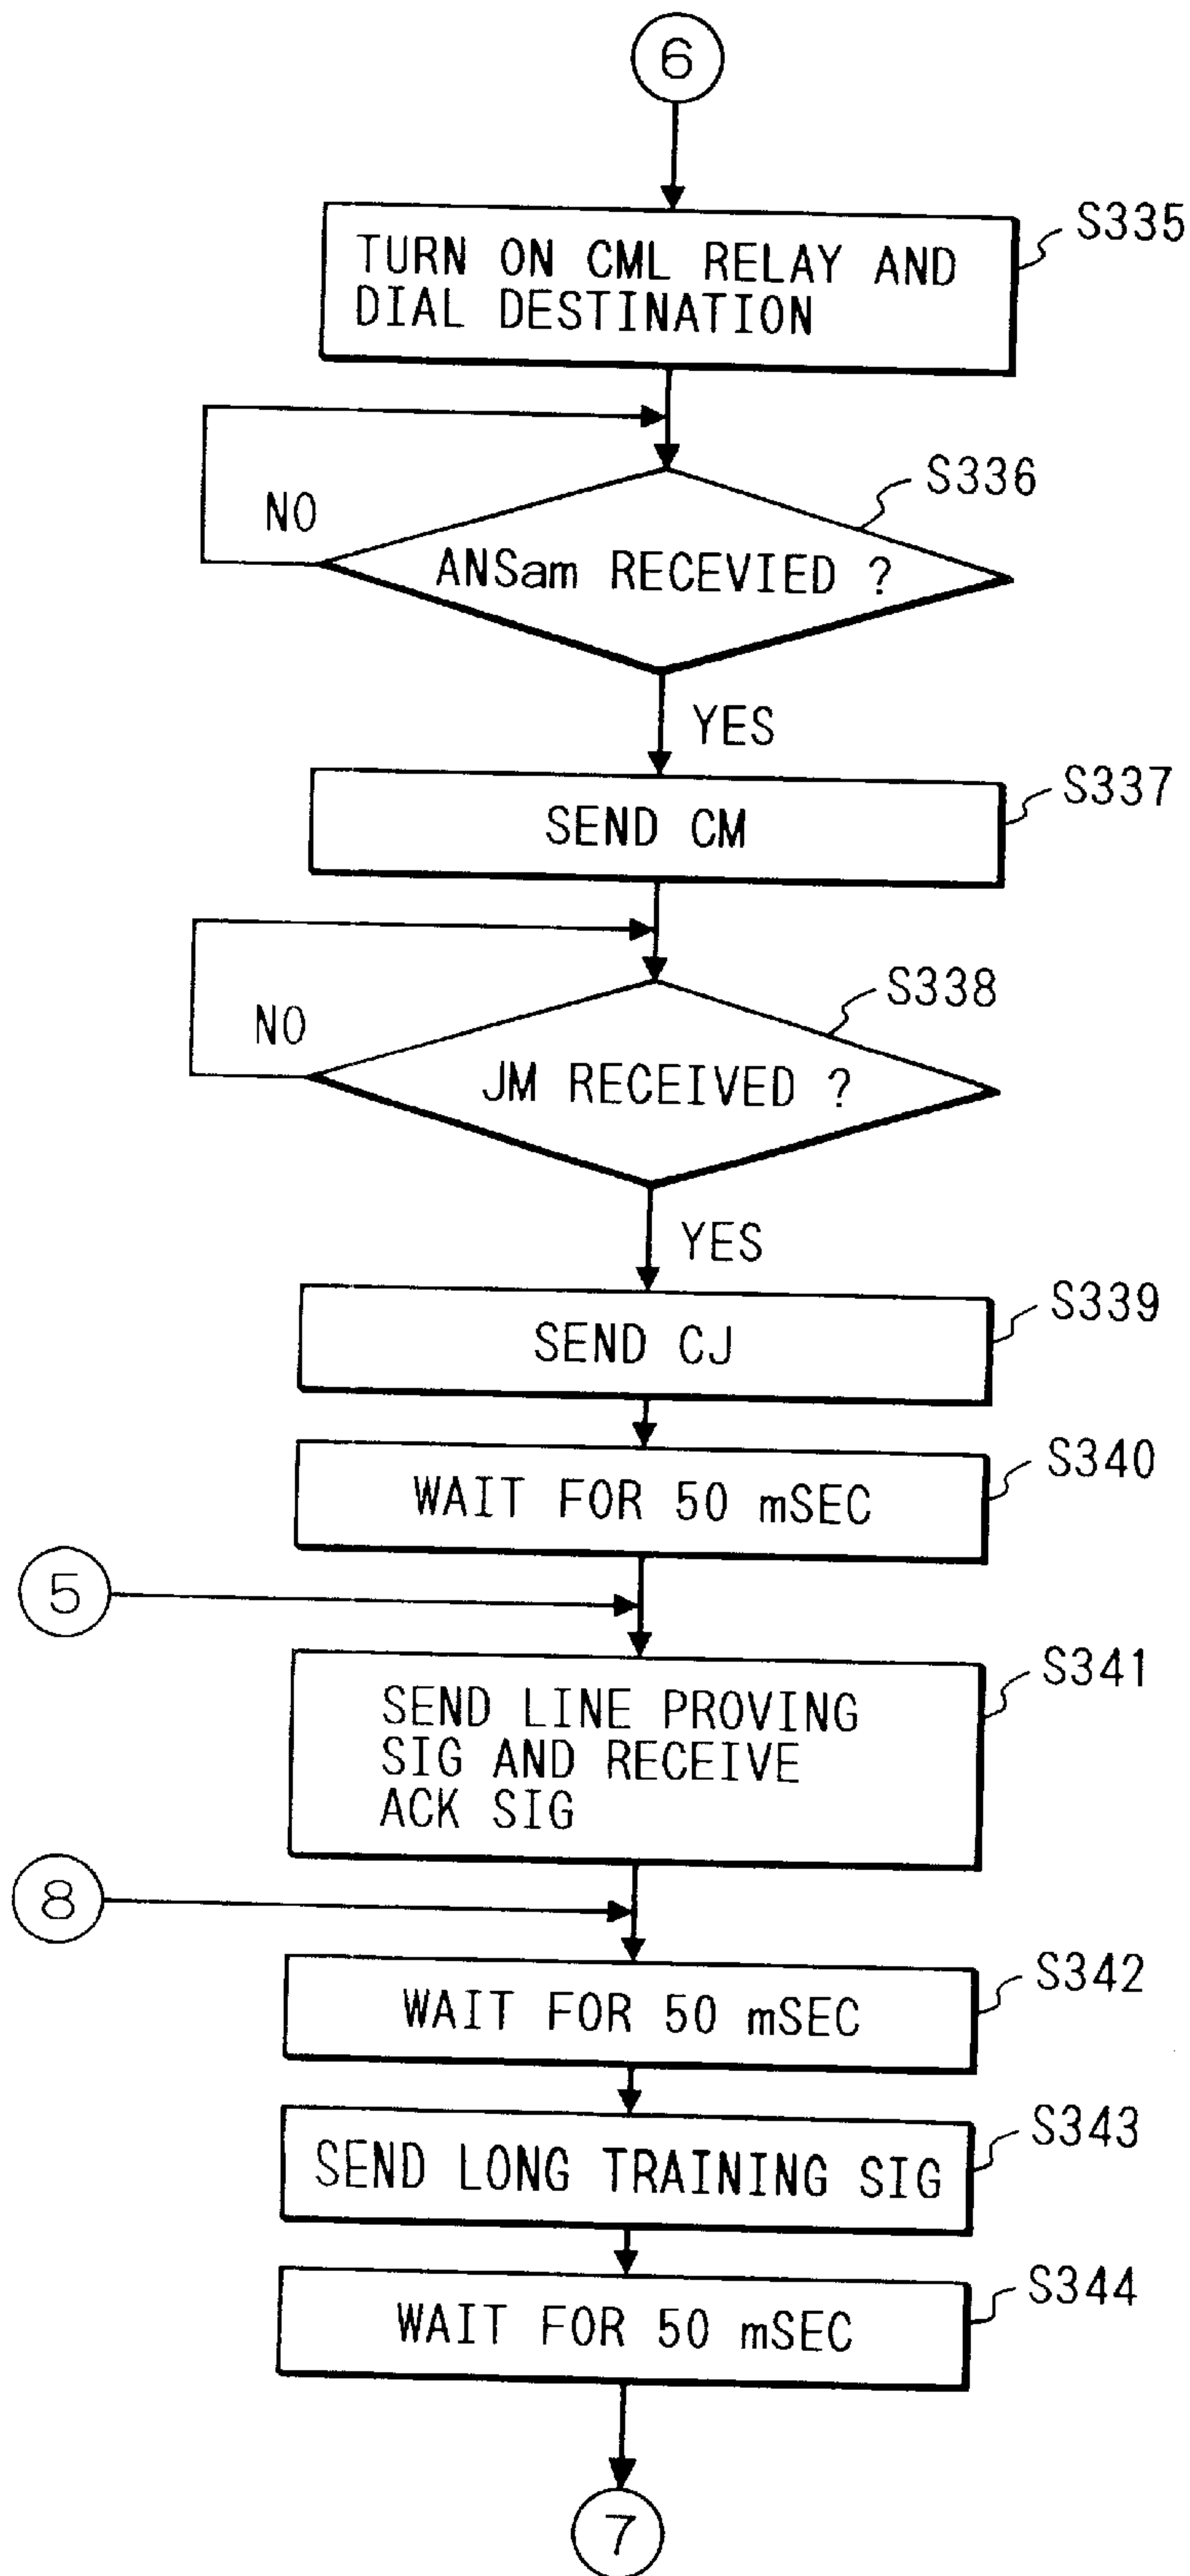 6
TURN ON CML RELAY AND
DIAL DESTINATION
S335
S336
NO
ANSam RECEVIED ?
YES
SEND CM
S337
S338
NO
JM RECEIVED ?
YES
SEND CJ
S339
WAIT FOR 50 mSEC
S340
5
SEND LINE PROVING
SIG AND RECEIVE
ACK SIG
S341
8
WAIT FOR 50 mSEC
S342
SEND LONG TRAINING SIG
S343
WAIT FOR 50 mSEC
S344
7